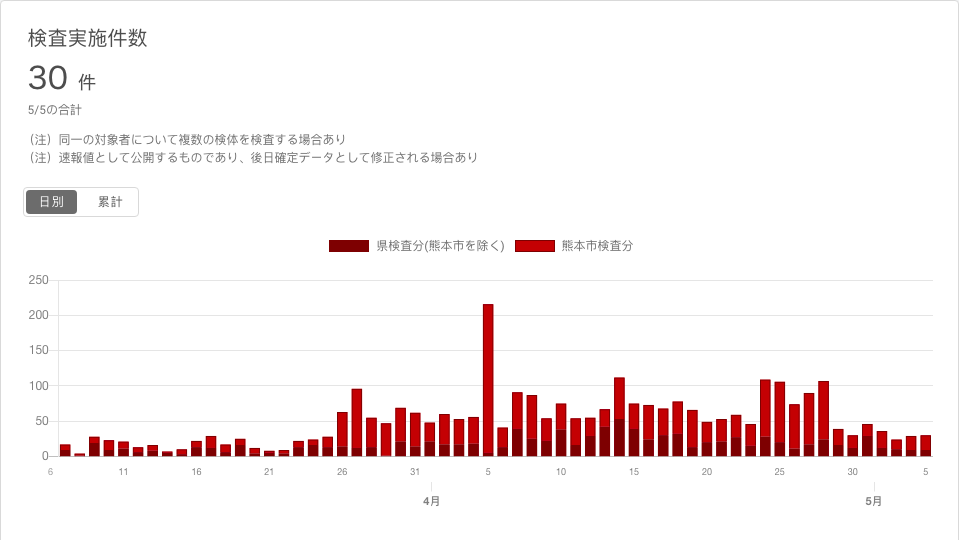 検査実施件数
30 件
5/5の合計
（注）同一の対象者について複数の検体を検査する場合あり
（注）速報値として公開するものであり、後日確定データとして修正される場合あり
日別 累計
県検査分(熊本市を除く) 熊本市検査分
250
200
150
100
50
0
6 11 16 21 26 31 5 10 15 20 25 30 5
4月 5月